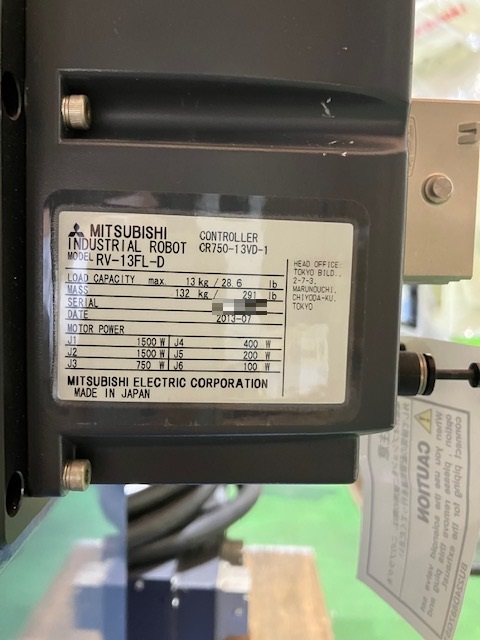 MITSUBISHI
INDUSTRIAL ROBOT
CONTROLLER
CR750-13VD-1
MODEL RV-13FL-D
LOAD CAPACITY max. 13 kg / 28.6 lb
MASS 132 kg / 291 lb
SERIAL
DATE 2013-07
MOTOR POWER
J1 1500 W J4 400 W
J2 1500 W J5 200 W
J3 750 W J6 100 W
MITSUBISHI ELECTRIC CORPORATION
MADE IN JAPAN
HEAD OFFICE:
TOKYO BILD.,
2-7-3,
MARUNOUCHI,
CHIYODA-KU,
TOKYO
CAUTION